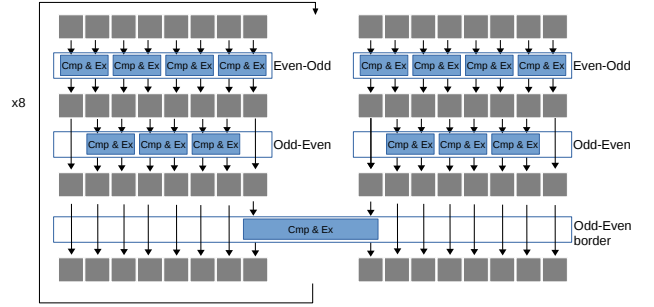 Cmp & Ex Cmp & Ex Cmp & Ex Cmp & Ex Even-Odd Cmp & Ex Cmp & Ex Cmp & Ex Cmp & Ex Even-Odd
x8
Cmp & Ex Cmp & Ex Cmp & Ex Odd-Even Cmp & Ex Cmp & Ex Cmp & Ex Odd-Even
Cmp & Ex Odd-Even
border